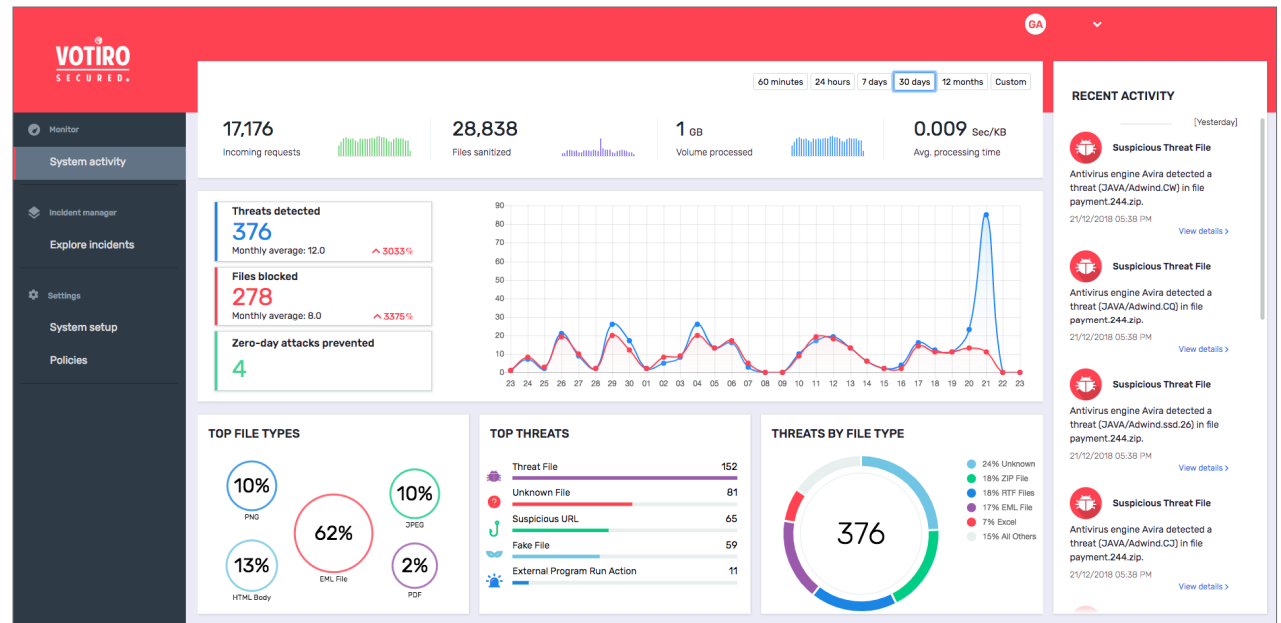 VOTIRO
SECURED.
GA
Monitor
System activity
Incident manager
Explore incidents
Settings
System setup
Policies
60 minutes 24 hours 7 days 30 days 12 months Custom
17,176
Incoming requests
28,838
Files sanitized
1 GB
Volume processed
0.009 Sec/KB
Avg. processing time
Threats detected
376
Monthly average: 12.0 3033%
Files blocked
278
Monthly average: 8.0 3375%
Zero-day attacks prevented
4
90
80
70
60
50
40
30
20
10
0
23 24 25 26 27 28 29 30 01 02 03 04 05 06 07 08 09 10 11 12 13 14 15 16 17 18 19 20 21 22 23
TOP FILE TYPES
10%
PNG
62%
EML File
10%
JPEG
13%
HTML Body
2%
PDF
TOP THREATS
Threat File 152
Unknown File 81
Suspicious URL 65
Fake File 59
External Program Run Action 11
THREATS BY FILE TYPE
376
24% Unknown
18% ZIP File
18% RTF Files
17% EML File
7% Excel
15% All Others
RECENT ACTIVITY
[Yesterday]
Suspicious Threat File
Antivirus engine Avira detected a
threat (JAVA/Adwind.CW) in file
payment.244.zip.
21/12/2018 05:38 PM
View details >
Suspicious Threat File
Antivirus engine Avira detected a
threat (JAVA/Adwind.CQ) in file
payment.244.zip.
21/12/2018 05:38 PM
View details >
Suspicious Threat File
Antivirus engine Avira detected a
threat (JAVA/Adwind.ssd.26) in file
payment.244.zip.
21/12/2018 05:38 PM
View details >
Suspicious Threat File
Antivirus engine Avira detected a
threat (JAVA/Adwind.CJ) in file
payment.244.zip.
21/12/2018 05:38 PM
View details >